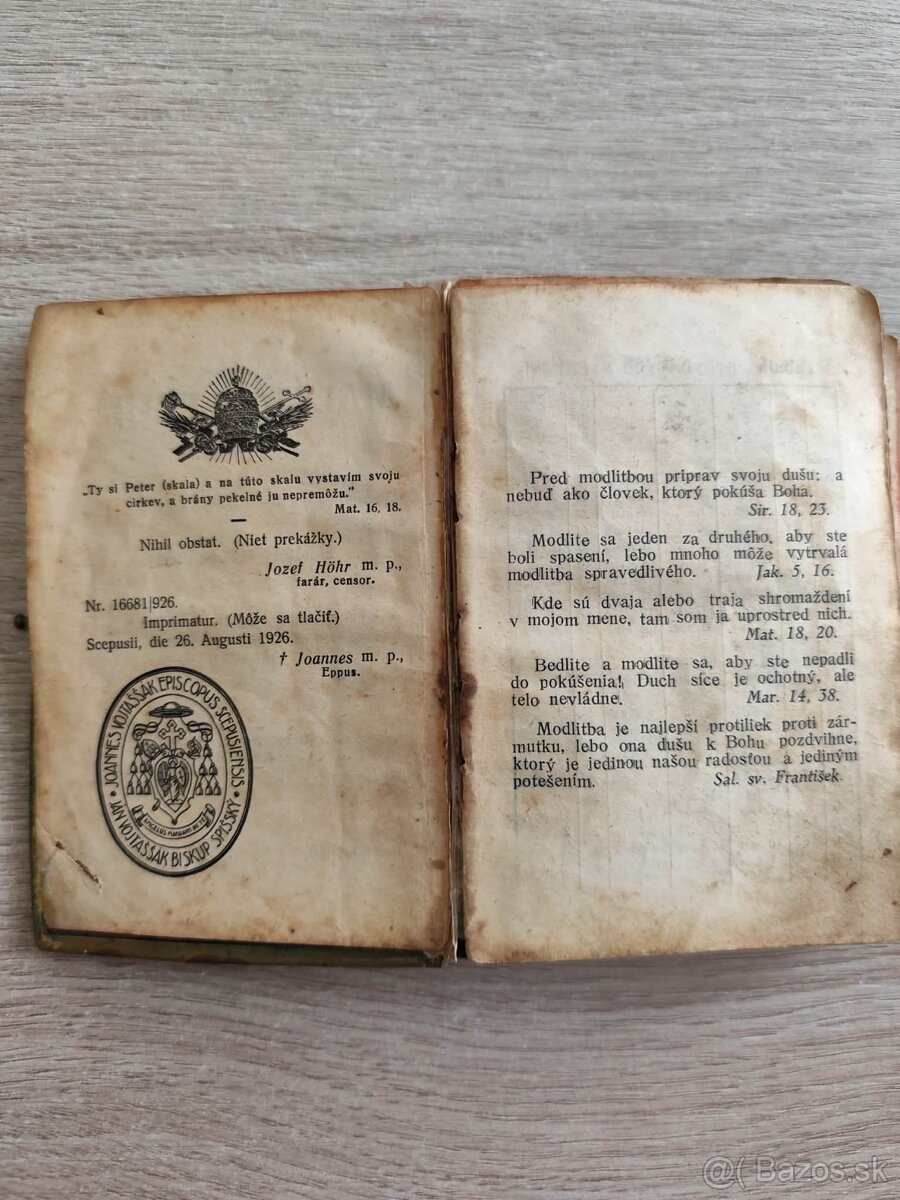 „Ty si Peter (skala) a na túto skalu vystavím svoju
cirkev, a brány pekelné ju nepremôžu.“
Mat. 16, 18.
Nihil obstat. (Niet prekážky.)
Jozef Höhr m. p.,
farár, censor.
Nr. 16681|926.
Imprimatur. (Môže sa tlačiť.)
Scepusii, die 26. Augusti 1926.
† Joannes m. p.,
Eppus.
• JOANNES VOJTAŠŠÁK EPISCOPUS SCEPUSIENSIS •
JÁN VOJTAŠŠÁK BISKUP SPIŠSKÝ
ANGELUS
Pred modlitbou priprav svoju dušu: a
nebuď ako človek, ktorý pokúša Boha.
Sir. 18, 23.
Modlite sa jeden za druhého, aby ste
boli spasení, lebo mnoho môže vytrvalá
modlitba spravedlivého. Jak. 5, 16.
Kde sú dvaja alebo traja shromaždení
v mojom mene, tam som ja uprostred nich.
Mat. 18, 20.
Bedlite a modlite sa, aby ste nepadli
do pokúšenia! Duch síce je ochotný, ale
telo nevládne. Mar. 14, 38.
Modlitba je najlepší protiliek proti zár-
mutku, lebo ona dušu k Bohu pozdvihne,
ktorý je jedinou našou radosťou a jediným
potešením. Sal. sv. František.
@( Bazos.sk